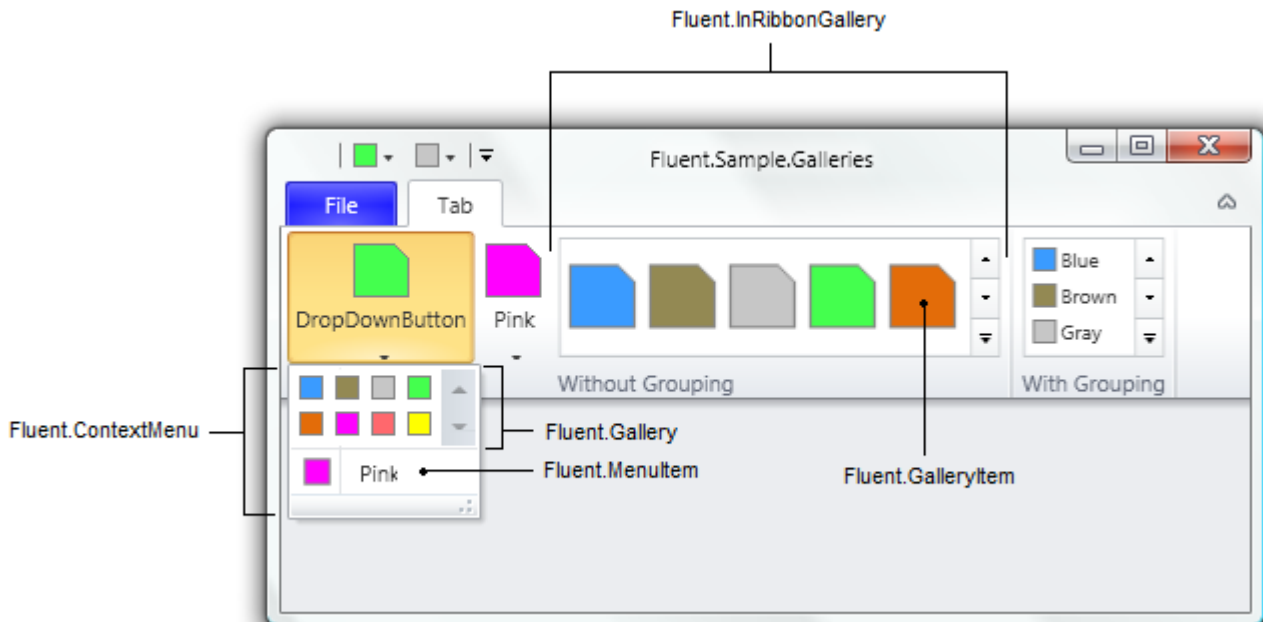 Fluent.InRibbonGallery
Fluent.Sample.Galleries
File
Tab
DropDownButton
Pink
Blue
Brown
Gray
Without Grouping
With Grouping
Fluent.ContextMenu
Fluent.Gallery
Pink
Fluent.MenuItem
Fluent.GalleryItem